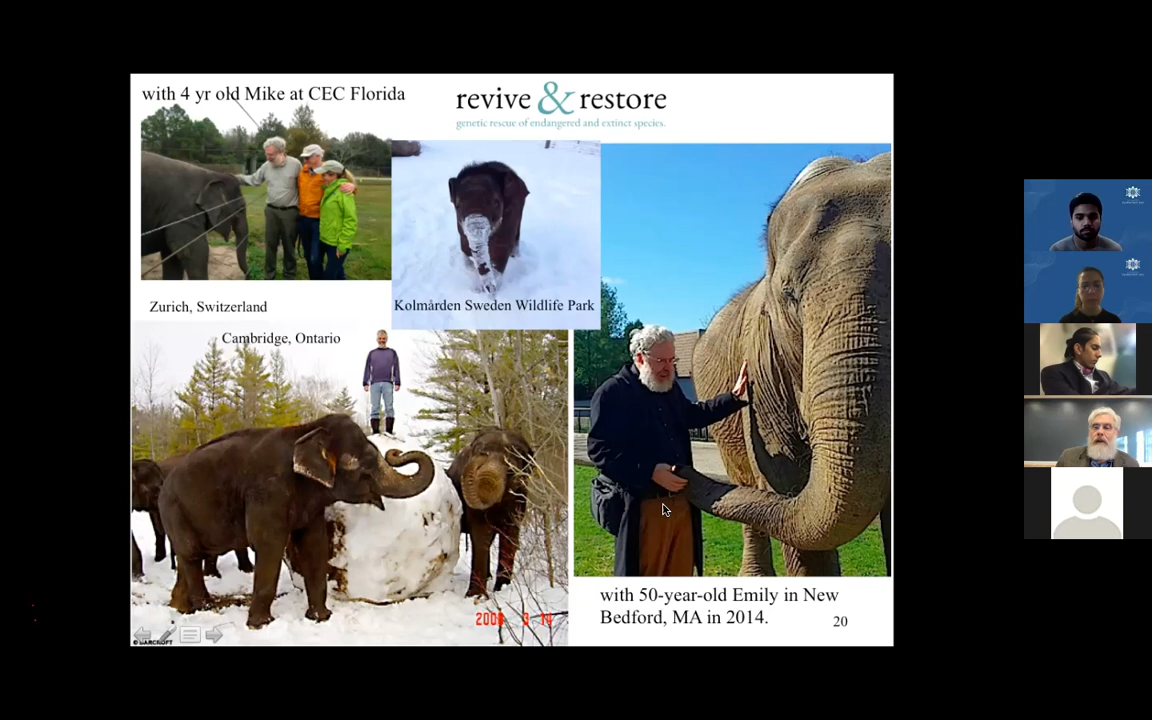 with 4 yr old Mike at CEC Florida
revive & restore
genetic rescue of endangered and extinct species.
Kolmården Sweden Wildlife Park
Zurich, Switzerland
Cambridge, Ontario
with 50-year-old Emily in New
Bedford, MA in 2014.
20
© BARCROFT